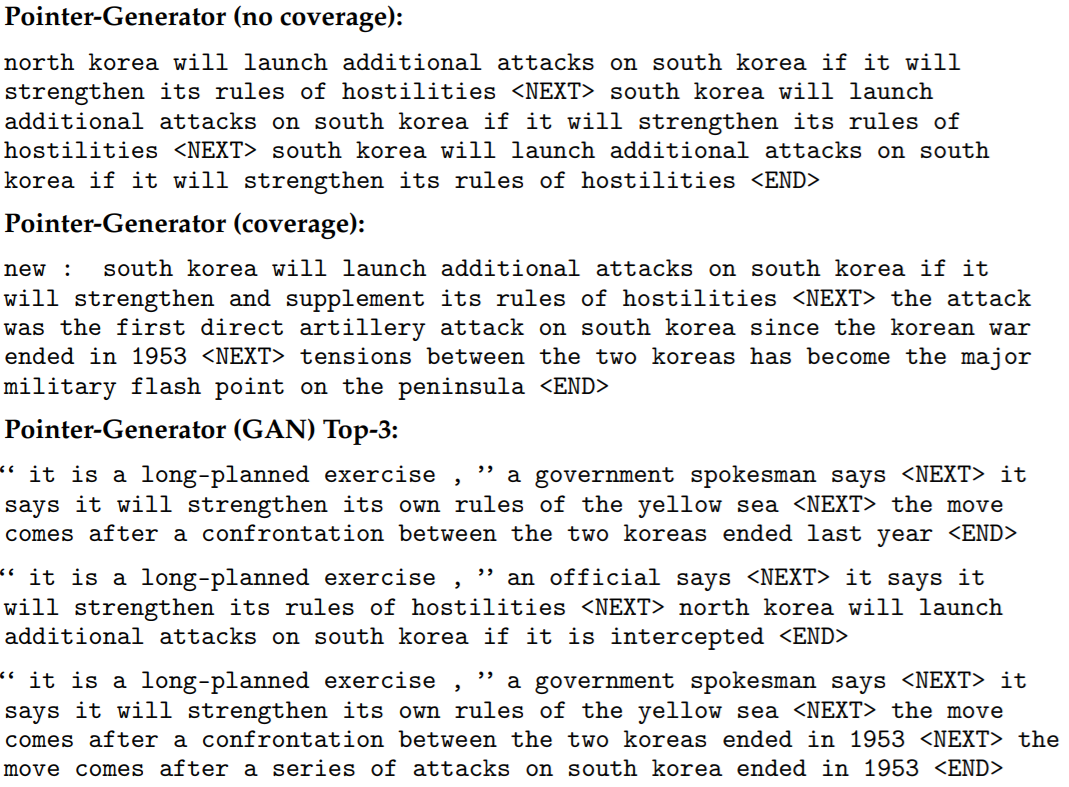 Pointer-Generator (no coverage):
north korea will launch additional attacks on south korea if it will
strengthen its rules of hostilities <NEXT> south korea will launch
additional attacks on south korea if it will strengthen its rules of
hostilities <NEXT> south korea will launch additional attacks on south
korea if it will strengthen its rules of hostilities <END>
Pointer-Generator (coverage):
new : south korea will launch additional attacks on south korea if it
will strengthen and supplement its rules of hostilities <NEXT> the attack
was the first direct artillery attack on south korea since the korean war
ended in 1953 <NEXT> tensions between the two koreas has become the major
military flash point on the peninsula <END>
Pointer-Generator (GAN) Top-3:
“ it is a long-planned exercise , ” a government spokesman says <NEXT> it
says it will strengthen its own rules of the yellow sea <NEXT> the move
comes after a confrontation between the two koreas ended last year <END>
“ it is a long-planned exercise , ” an official says <NEXT> it says it
will strengthen its rules of hostilities <NEXT> north korea will launch
additional attacks on south korea if it is intercepted <END>
“ it is a long-planned exercise , ” a government spokesman says <NEXT> it
says it will strengthen its own rules of the yellow sea <NEXT> the move
comes after a confrontation between the two koreas ended in 1953 <NEXT> the
move comes after a series of attacks on south korea ended in 1953 <END>